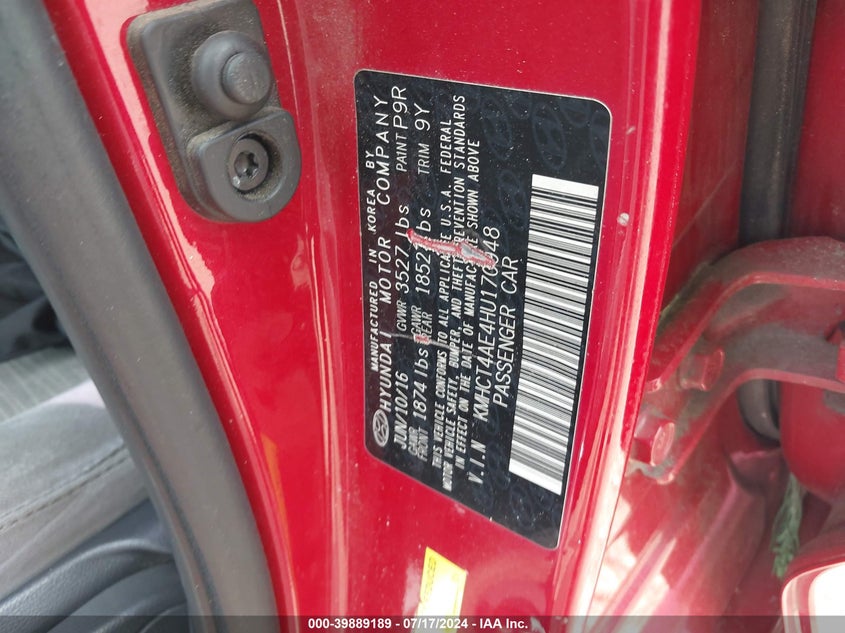 MANUFACTURED IN KOREA BY
HYUNDAI MOTOR COMPANY
JUN/10/16 GVWR 3527 lbs PAINT P9R
GAWR FRONT 1874 lbs GAWR REAR 1852 lbs TRIM 9Y
THIS VEHICLE CONFORMS TO ALL APPLICABLE U.S.A. FEDERAL
MOTOR VEHICLE SAFETY, BUMPER, AND THEFT PREVENTION STANDARDS
IN EFFECT ON THE DATE OF MANUFACTURE SHOWN ABOVE
V.I.N
PASSENGER CAR
000-39889189 - 07/17/2024 - IAA Inc.